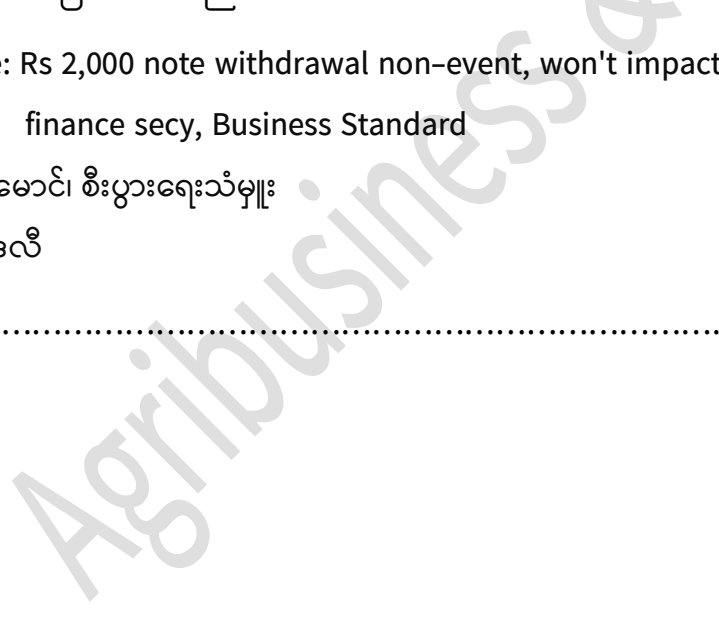 : Rs 2,000 note withdrawal non-event, won't impact
finance secy, Business Standard
မောင်၊ စီးပွားရေးသံမှူး
လီ
………………………………………………………………
Agribusiness &